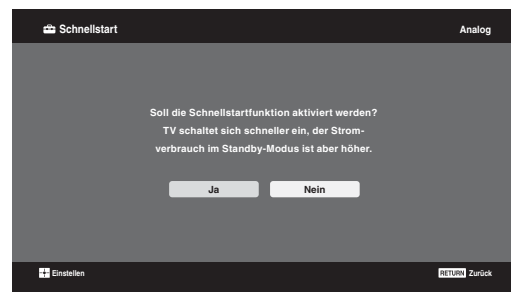 Schnellstart
Analog
Soll die Schnellstartfunktion aktiviert werden?
TV schaltet sich schneller ein, der Strom-
verbrauch im Standby-Modus ist aber höher.
Ja
Nein
Einstellen
RETURN Zurück